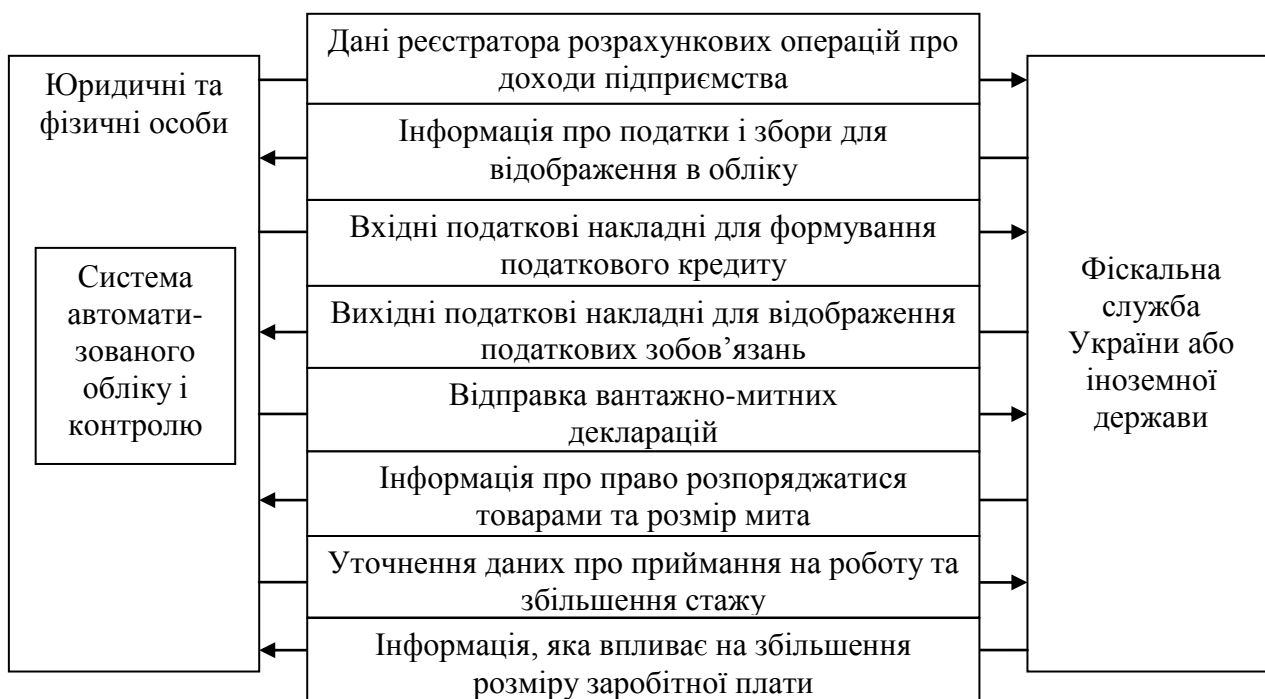 Юридичні та
фізичні особи
Система
автомати-
зованого
обліку і
контролю
Дані реєстратора розрахункових операцій про
доходи підприємства
Інформація про податки і збори для
відображення в обліку
Вхідні податкові накладні для формування
податкового кредиту
Вихідні податкові накладні для відображення
податкових зобов’язань
Відправка вантажно-митних
декларацій
Інформація про право розпоряджатися
товарами та розмір мита
Уточнення даних про приймання на роботу та
збільшення стажу
Інформація, яка впливає на збільшення
розміру заробітної плати
Фіскальна
служба
України або
іноземної
держави